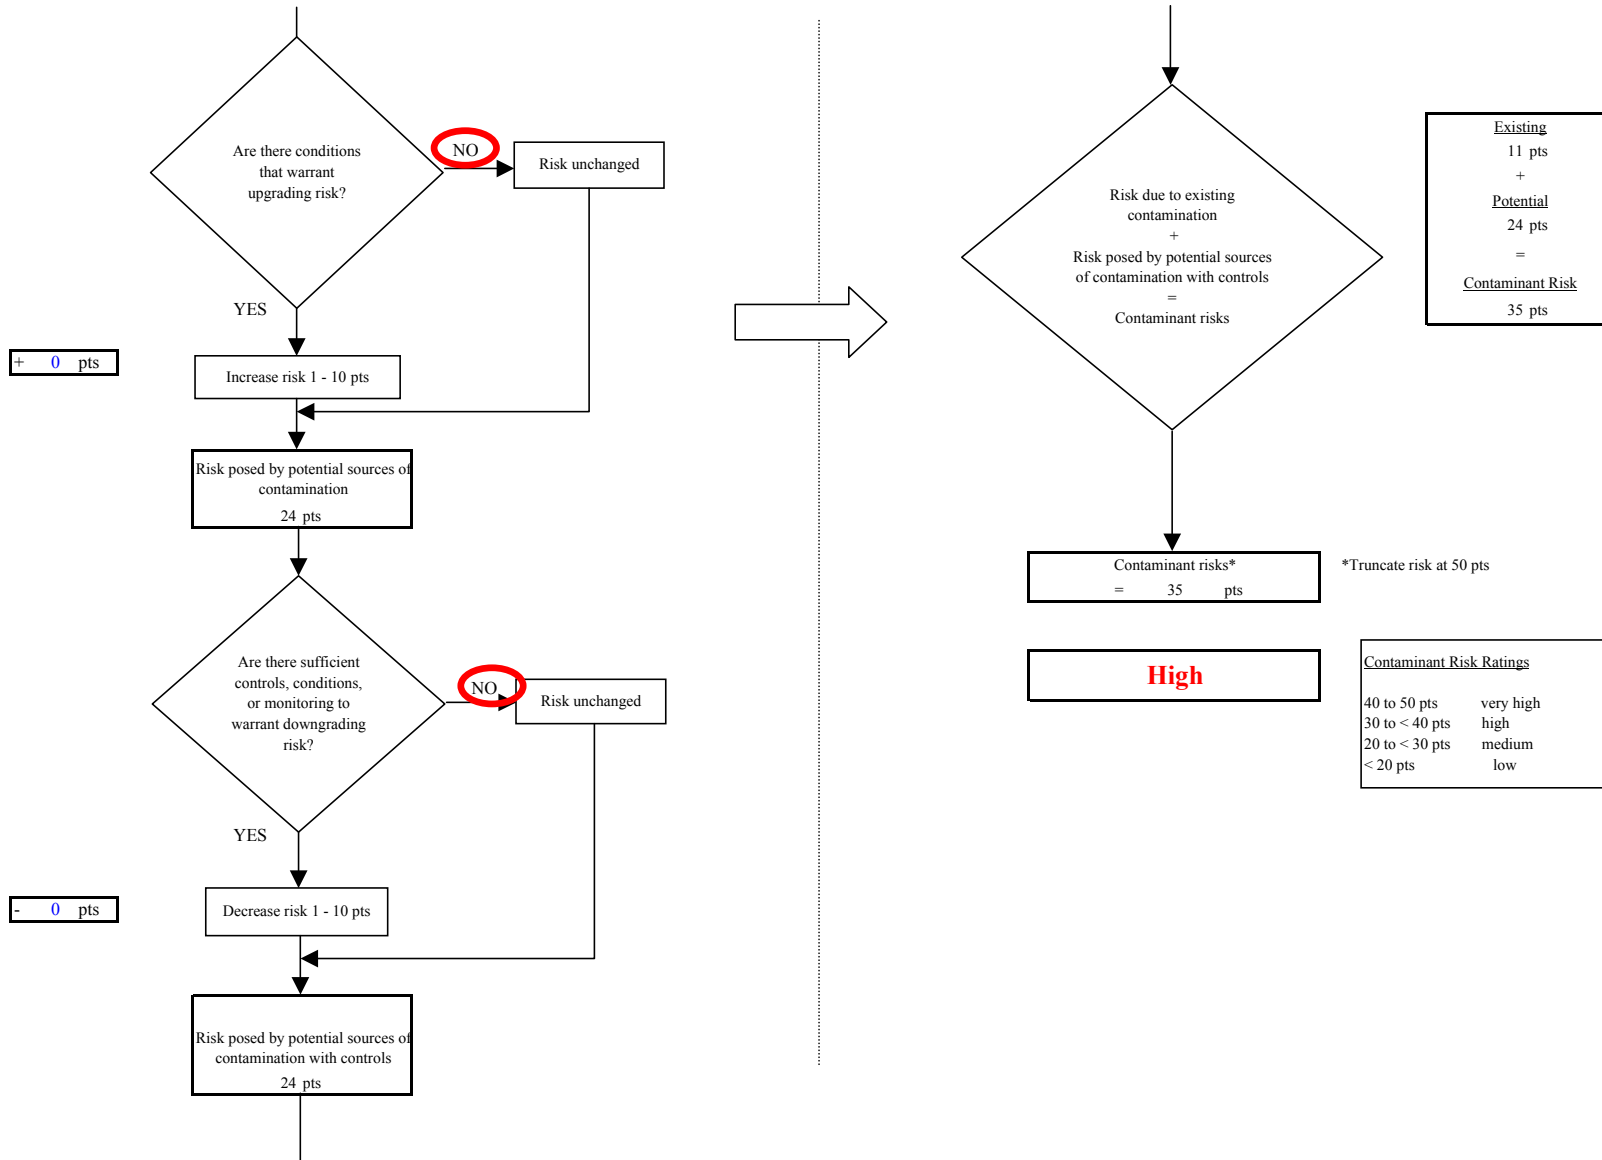 Are there conditions
that warrant
upgrading risk?
NO
Risk unchanged
YES
+ 0 pts
Increase risk 1 - 10 pts
Risk posed by potential sources of
contamination
24 pts
Are there sufficient
controls, conditions,
or monitoring to
warrant downgrading
risk?
NO
Risk unchanged
YES
- 0 pts
Decrease risk 1 - 10 pts
Risk posed by potential sources of
contamination with controls
24 pts
Risk due to existing
contamination
+
Risk posed by potential sources
of contamination with controls
=
Contaminant risks
Existing
11 pts
+
Potential
24 pts
=
Contaminant Risk
35 pts
Contaminant risks*
= 35 pts
*Truncate risk at 50 pts
High
Contaminant Risk Ratings
40 to 50 pts very high
30 to < 40 pts high
20 to < 30 pts medium
< 20 pts low